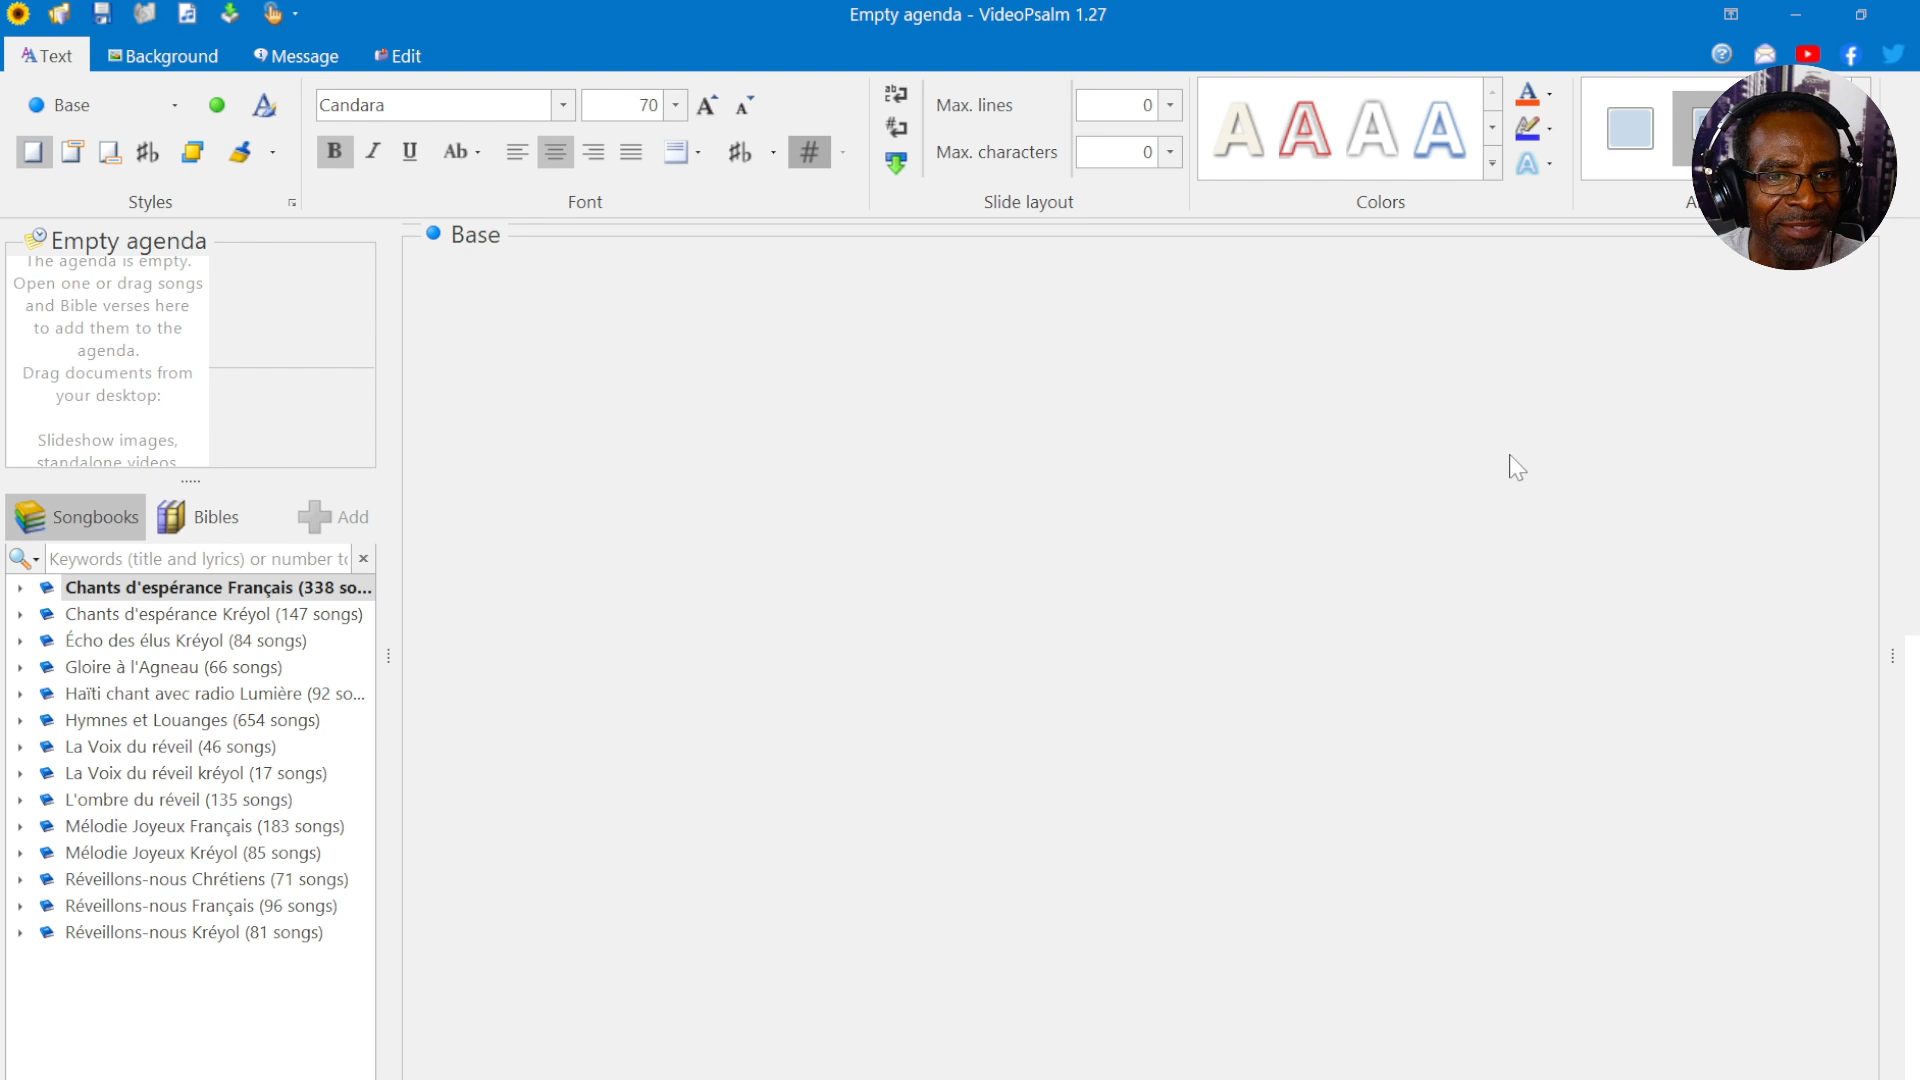 Empty agenda - VideoPsalm 1.27
Text
Background
Message
Edit
Base
Candara
70
Max. lines
0
B I U Ab
#
Max. characters
0
A A A A
Styles
Font
Slide layout
Colors
Empty agenda
Base
The agenda is empty.
Open one or drag songs
and Bible verses here
to add them to the
agenda.
Drag documents from
your desktop:
Slideshow images,
standalone videos,
Songbooks
Bibles
Add
Keywords (title and lyrics) or number to
Chants d'espérance Français (338 so...
Chants d'espérance Kréyol (147 songs)
Écho des élus Kréyol (84 songs)
Gloire à l'Agneau (66 songs)
Haïti chant avec radio Lumière (92 so...
Hymnes et Louanges (654 songs)
La Voix du réveil (46 songs)
La Voix du réveil kréyol (17 songs)
L'ombre du réveil (135 songs)
Mélodie Joyeux Français (183 songs)
Mélodie Joyeux Kréyol (85 songs)
Réveillons-nous Chrétiens (71 songs)
Réveillons-nous Français (96 songs)
Réveillons-nous Kréyol (81 songs)